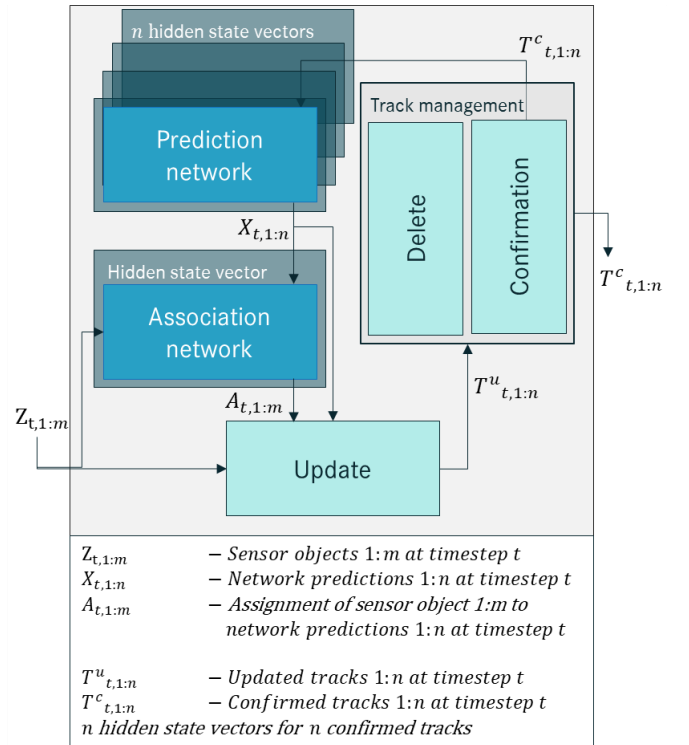 n hidden state vectors
T^c_{t,1:n}
Track management
Prediction
network
Delete
Confirmation
X_{t,1:n}
Hidden state vector
T^c_{t,1:n}
Association
network
T^u_{t,1:n}
A_{t,1:m}
Z_{t,1:m}
Update
Z_{t,1:m} – Sensor objects 1:m at timestep t
X_{t,1:n} – Network predictions 1:n at timestep t
A_{t,1:m} – Assignment of sensor object 1:m to
network predictions 1:n at timestep t
T^u_{t,1:n} – Updated tracks 1:n at timestep t
T^c_{t,1:n} – Confirmed tracks 1:n at timestep t
n hidden state vectors for n confirmed tracks